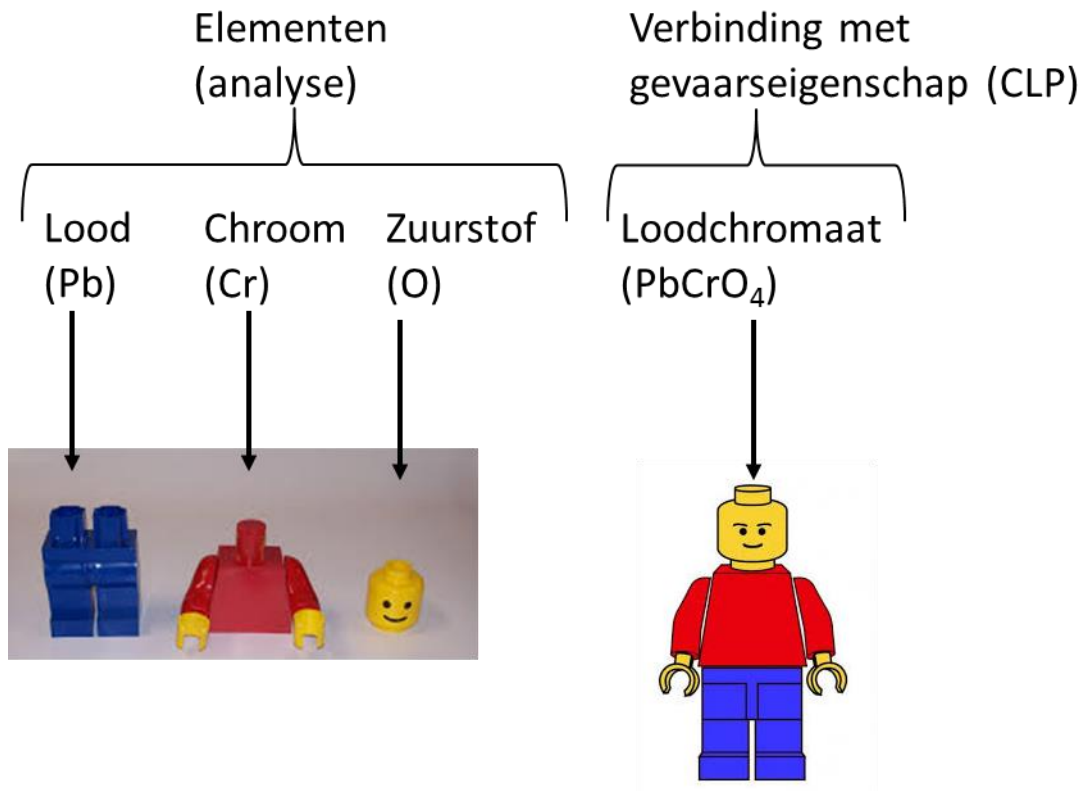 Elementen
(analyse)
Verbinding met
gevaarseigenschap (CLP)
Lood
(Pb)
Chroom
(Cr)
Zuurstof
(O)
Loodchromaat
(PbCrO₄)